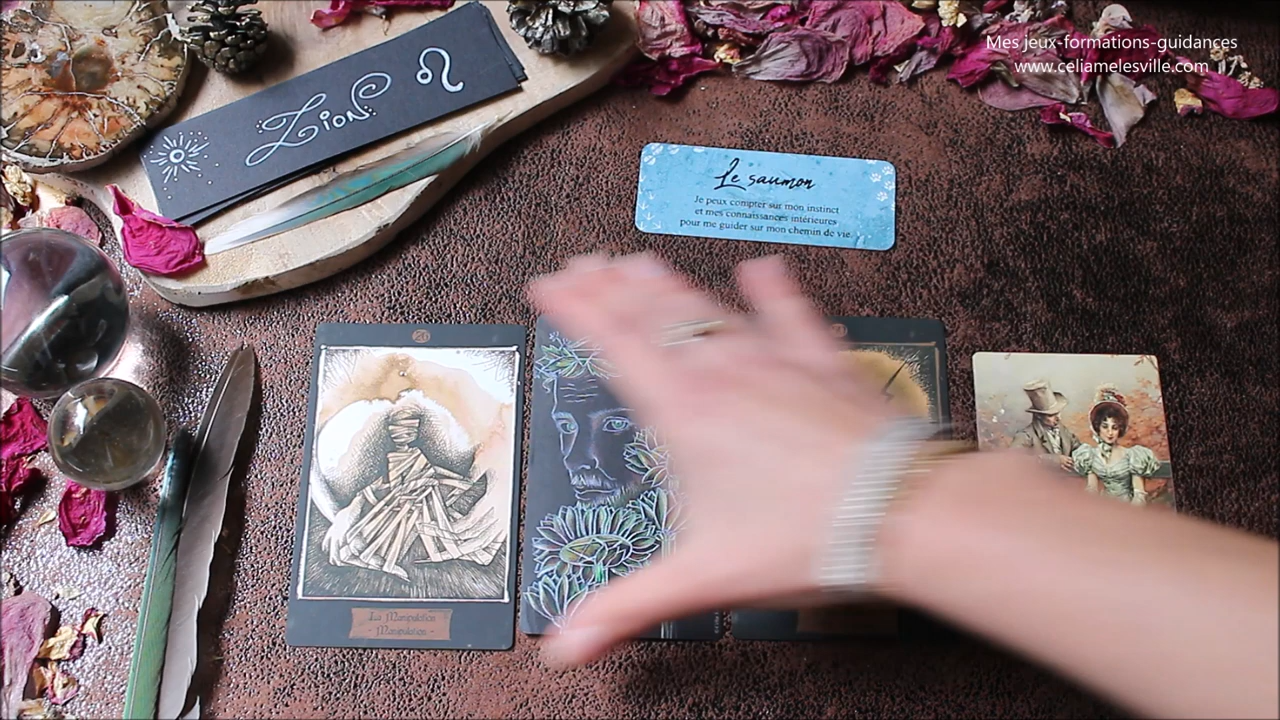 Mes jeux-formations-guidances
www.celiamelesville.com
Lion
Le saumon
Je peux compter sur mon instinct
et mes connaissances intérieures
pour me guider sur mon chemin de vie.
La Manipulation
- Manipulation -